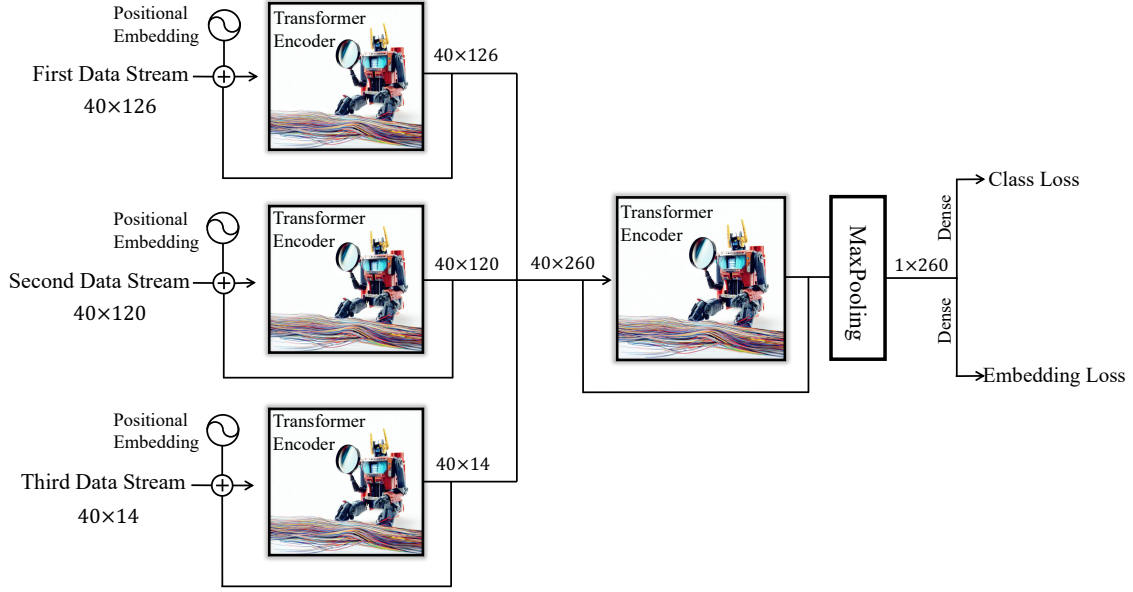 Positional
Embedding
First Data Stream
40×126
Transformer
Encoder
40×126
Positional
Embedding
Second Data Stream
40×120
Transformer
Encoder
40×120
Positional
Embedding
Third Data Stream
40×14
Transformer
Encoder
40×14
40×260
Transformer
Encoder
MaxPooling
1×260
Dense
Class Loss
Dense
Embedding Loss